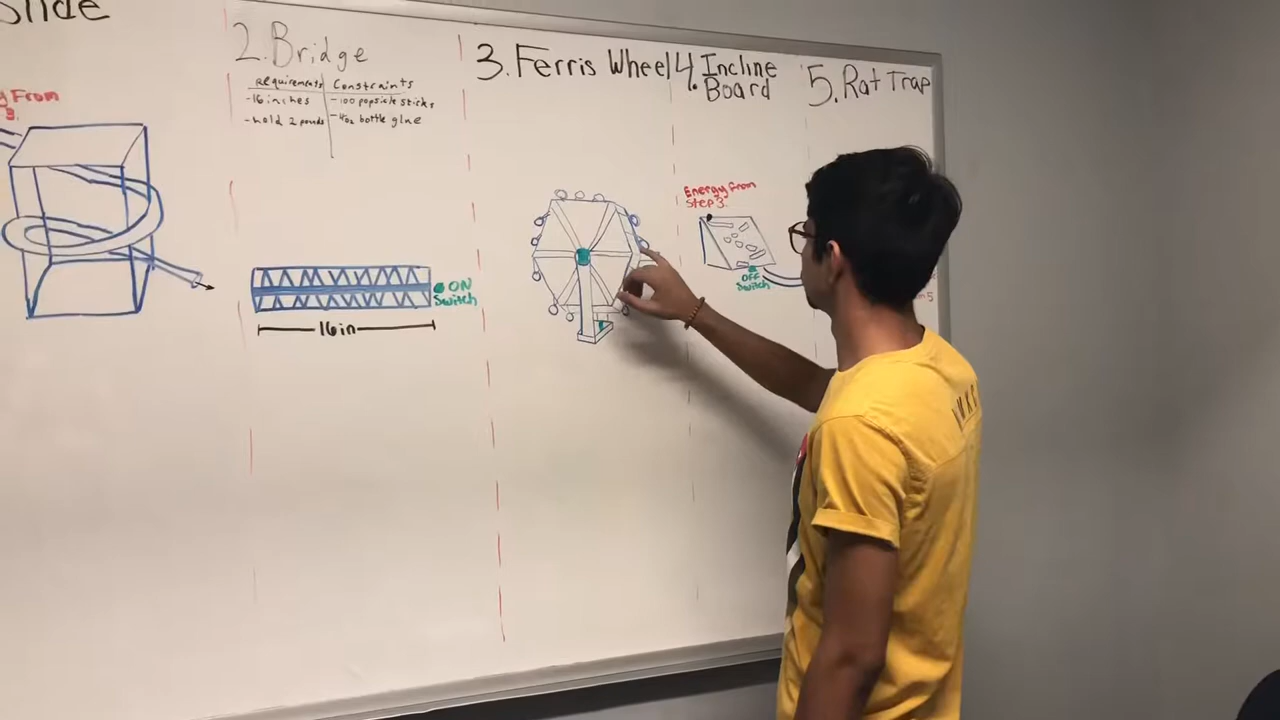 Slide
2. Bridge
3. Ferris Wheel
4. Incline
Board
5. Rat Trap
requirements Constraints
-16 inches -100 popsicle sticks
-hold 2 pounds -4oz bottle glue
From
Energy From
Step 3.
OFF
Switch
ON
Switch
16in